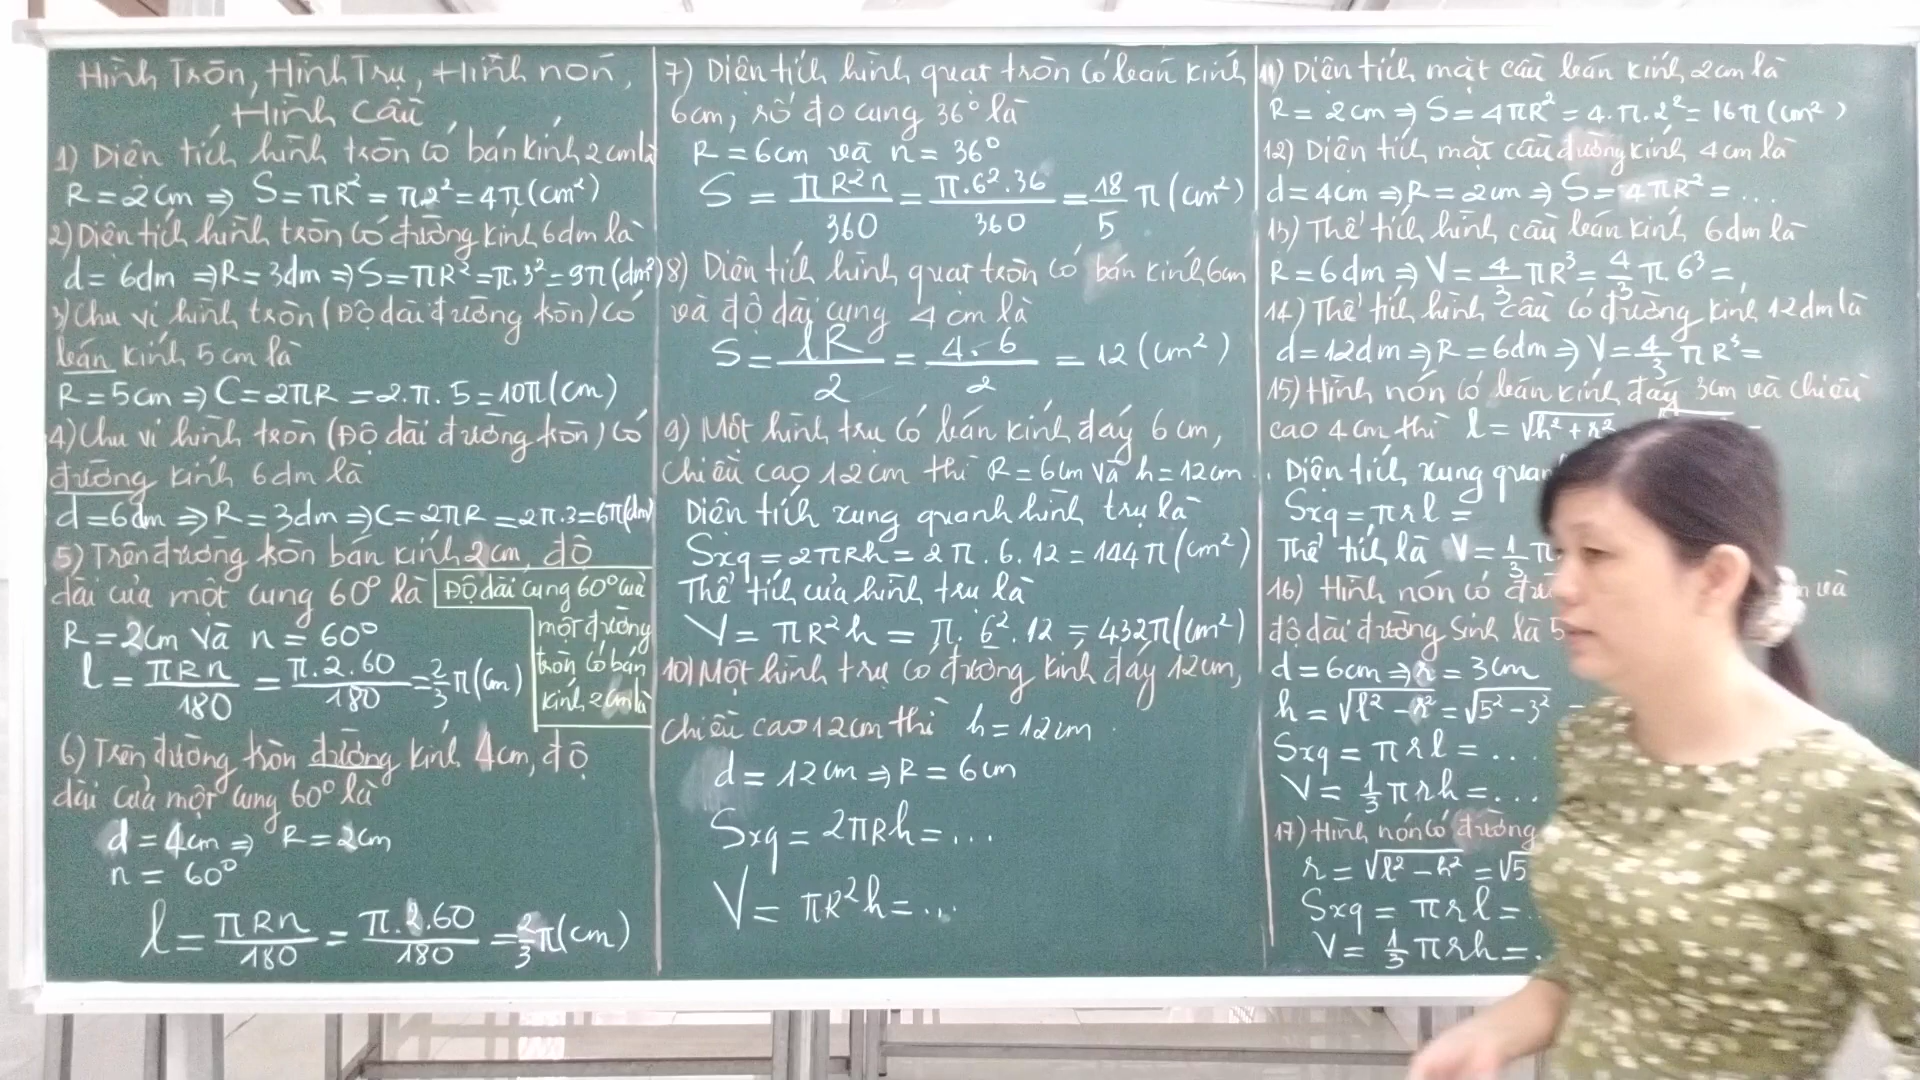 Hình Tròn, Hình Trụ, Hình nón,
Hình cầu
1) Diện tích hình tròn có bán kính 2cm là
R = 2cm ⇒ S = πR² = π.2² = 4π(cm²)
2) Diện tích hình tròn có đường kính 6dm là
d = 6dm ⇒ R = 3dm ⇒ S = πR² = π.3² = 9π(dm²)
3) Chu vi hình tròn (Độ dài đường tròn) có
bán kính 5cm là
R = 5cm ⇒ C = 2πR = 2.π.5 = 10π(cm)
4) Chu vi hình tròn (Độ dài đường tròn) có
đường kính 6dm là
d = 6dm ⇒ R = 3dm ⇒ C = 2πR = 2π.3 = 6π(dm)
5) Trên đường tròn bán kính 2cm, độ
dài của một cung 60° là
Độ dài cung 60° của
một đường
tròn có bán
kính 2cm là
R = 2cm và n = 60°
l = πRn/180 = π.2.60/180 = 2/3 π(cm)
6) Trên đường tròn đường kính 4cm, độ
dài của một cung 60° là
d = 4cm ⇒ R = 2cm
n = 60°
l = πRn/180 = π.2.60/180 = 2/3 π(cm)
7) Diện tích hình quạt tròn có bán kính
6cm, số đo cung 36° là
R = 6cm và n = 36°
S = πR²n/360 = π.6².36/360 = 18/5 π(cm²)
8) Diện tích hình quạt tròn có bán kính 6cm
và độ dài cung 4cm là
S = lR/2 = 4.6/2 = 12(cm²)
9) Một hình trụ có bán kính đáy 6cm,
chiều cao 12cm thì R = 6cm và h = 12cm
Diện tích xung quanh hình trụ là
Sxq = 2πRh = 2π.6.12 = 144π(cm²)
Thể tích của hình trụ là
V = πR²h = π.6².12 = 432π(cm²)
10) Một hình trụ có đường kính đáy 12cm,
chiều cao 12cm thì h = 12cm
d = 12cm ⇒ R = 6cm
Sxq = 2πRh = ...
V = πR²h = ...
11) Diện tích mặt cầu bán kính 2cm là
R = 2cm ⇒ S = 4πR² = 4.π.2² = 16π(cm²)
12) Diện tích mặt cầu đường kính 4cm là
d = 4cm ⇒ R = 2cm ⇒ S = 4πR² = ...
13) Thể tích hình cầu bán kính 6dm là
R = 6dm ⇒ V = 4/3 πR³ = 4/3 π.6³ =
14) Thể tích hình cầu có đường kính 12dm là
d = 12dm ⇒ R = 6dm ⇒ V = 4/3 πR³ =
15) Hình nón có bán kính đáy 3cm và chiều
cao 4cm thì l = √h² + r²
Diện tích xung quan
Sxq = πrl =
Thể tích là V = 1/3 π
16) Hình nón có và
độ dài đường sinh là 5
d = 6cm ⇒ r = 3cm
h = √l² − r² = √5² − 3²
Sxq = πrl = ...
V = 1/3 πrh = ...
17) Hình nón có đường
r = √l² − h² = √5
Sxq = πrl = .
V = 1/3 πrh = .